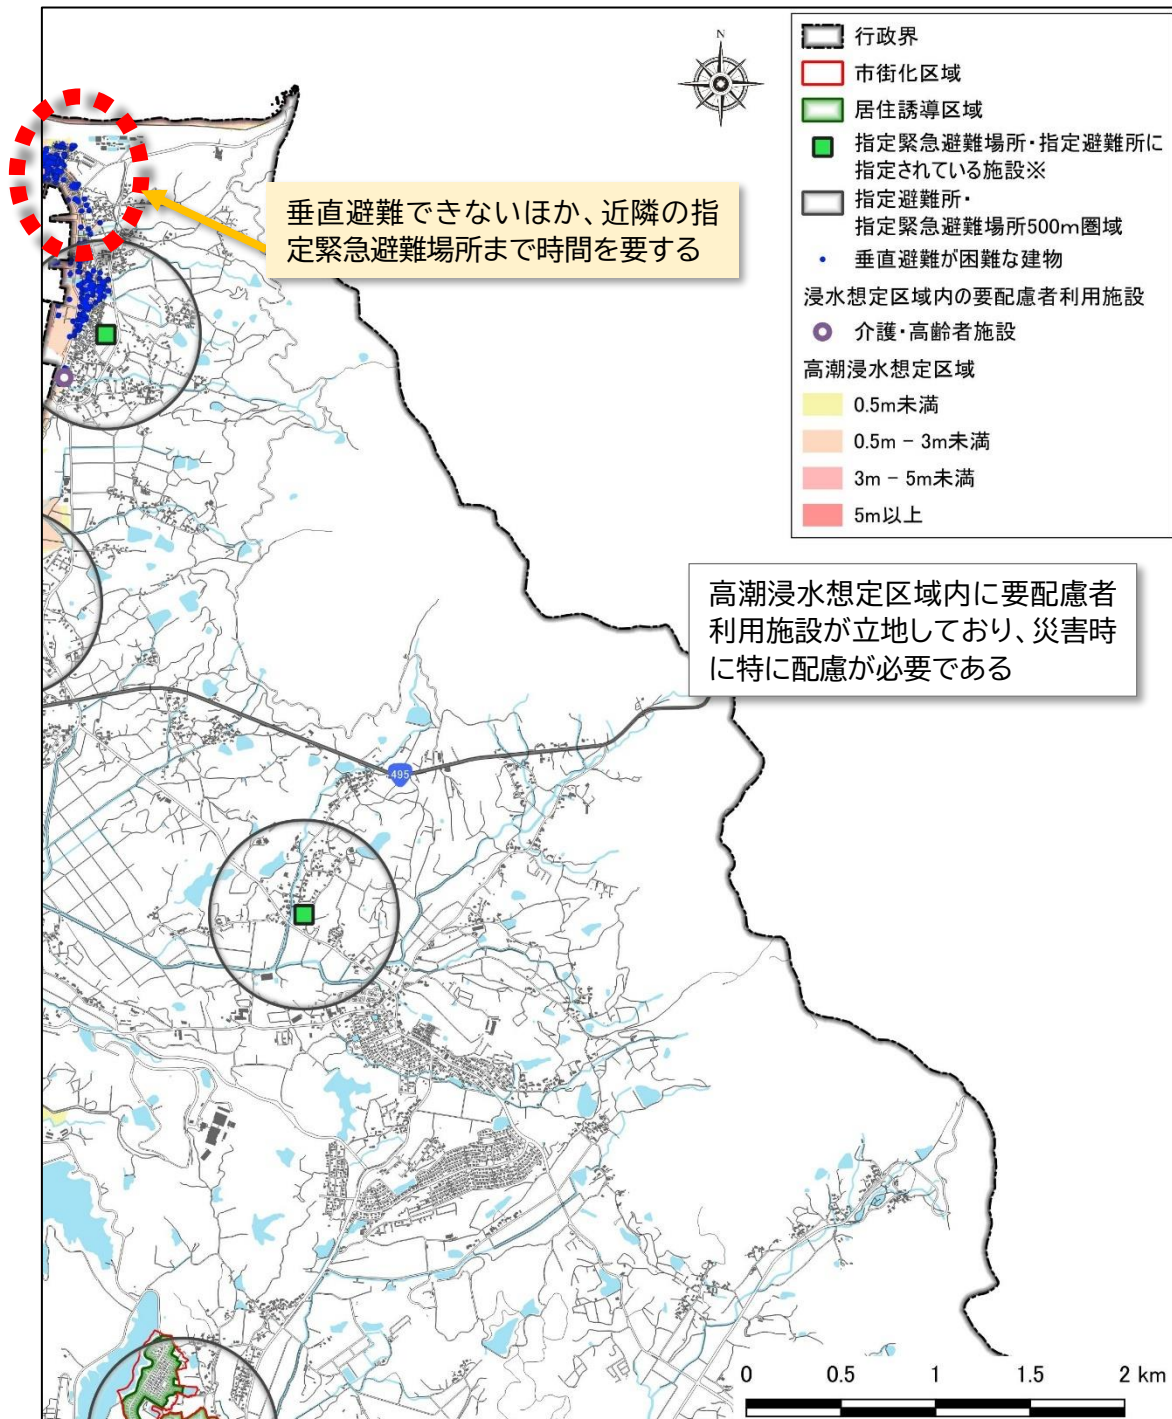 N
行政界
市街化区域
居住誘導区域
指定緊急避難場所・指定避難所に
指定されている施設※
指定避難所・
指定緊急避難場所500m圏域
垂直避難が困難な建物
浸水想定区域内の要配慮者利用施設
介護・高齢者施設
高潮浸水想定区域
0.5m未満
0.5m − 3m未満
3m − 5m未満
5m以上
垂直避難できないほか、近隣の指
定緊急避難場所まで時間を要する
高潮浸水想定区域内に要配慮者
利用施設が立地しており、災害時
に特に配慮が必要である
495
0 0.5 1 1.5 2 km